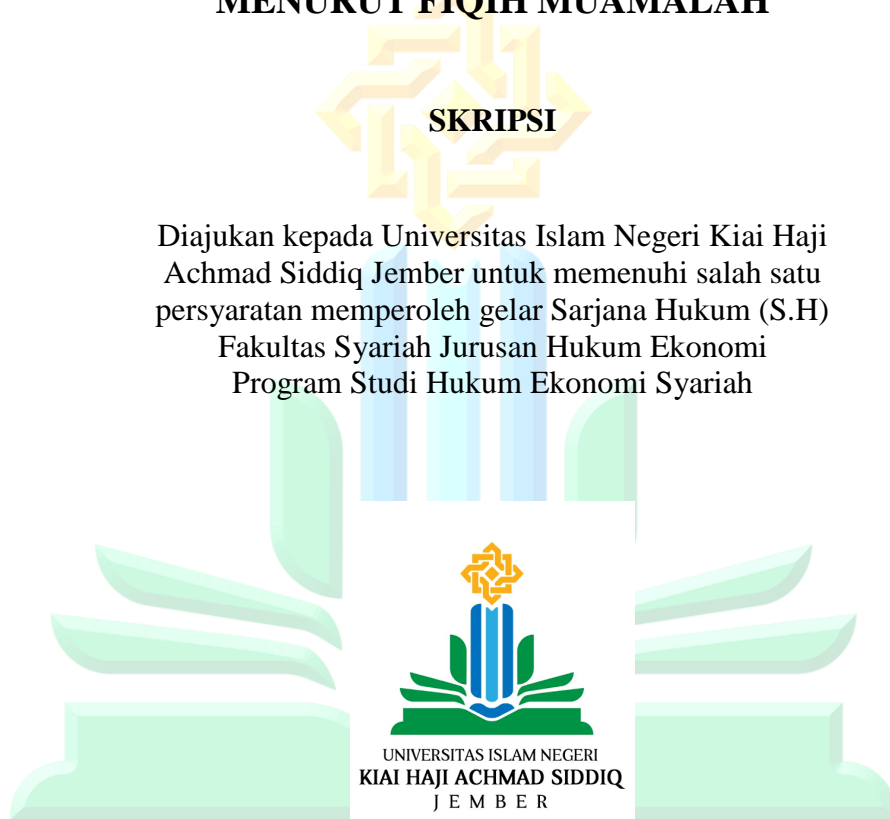 MENURUT FIQIH MUAMALAH
SKRIPSI
Diajukan kepada Universitas Islam Negeri Kiai Haji
Achmad Siddiq Jember untuk memenuhi salah satu
persyaratan memperoleh gelar Sarjana Hukum (S.H)
Fakultas Syariah Jurusan Hukum Ekonomi
Program Studi Hukum Ekonomi Syariah
UNIVERSITAS ISLAM NEGERI
KIAI HAJI ACHMAD SIDDIQ
JEMBER